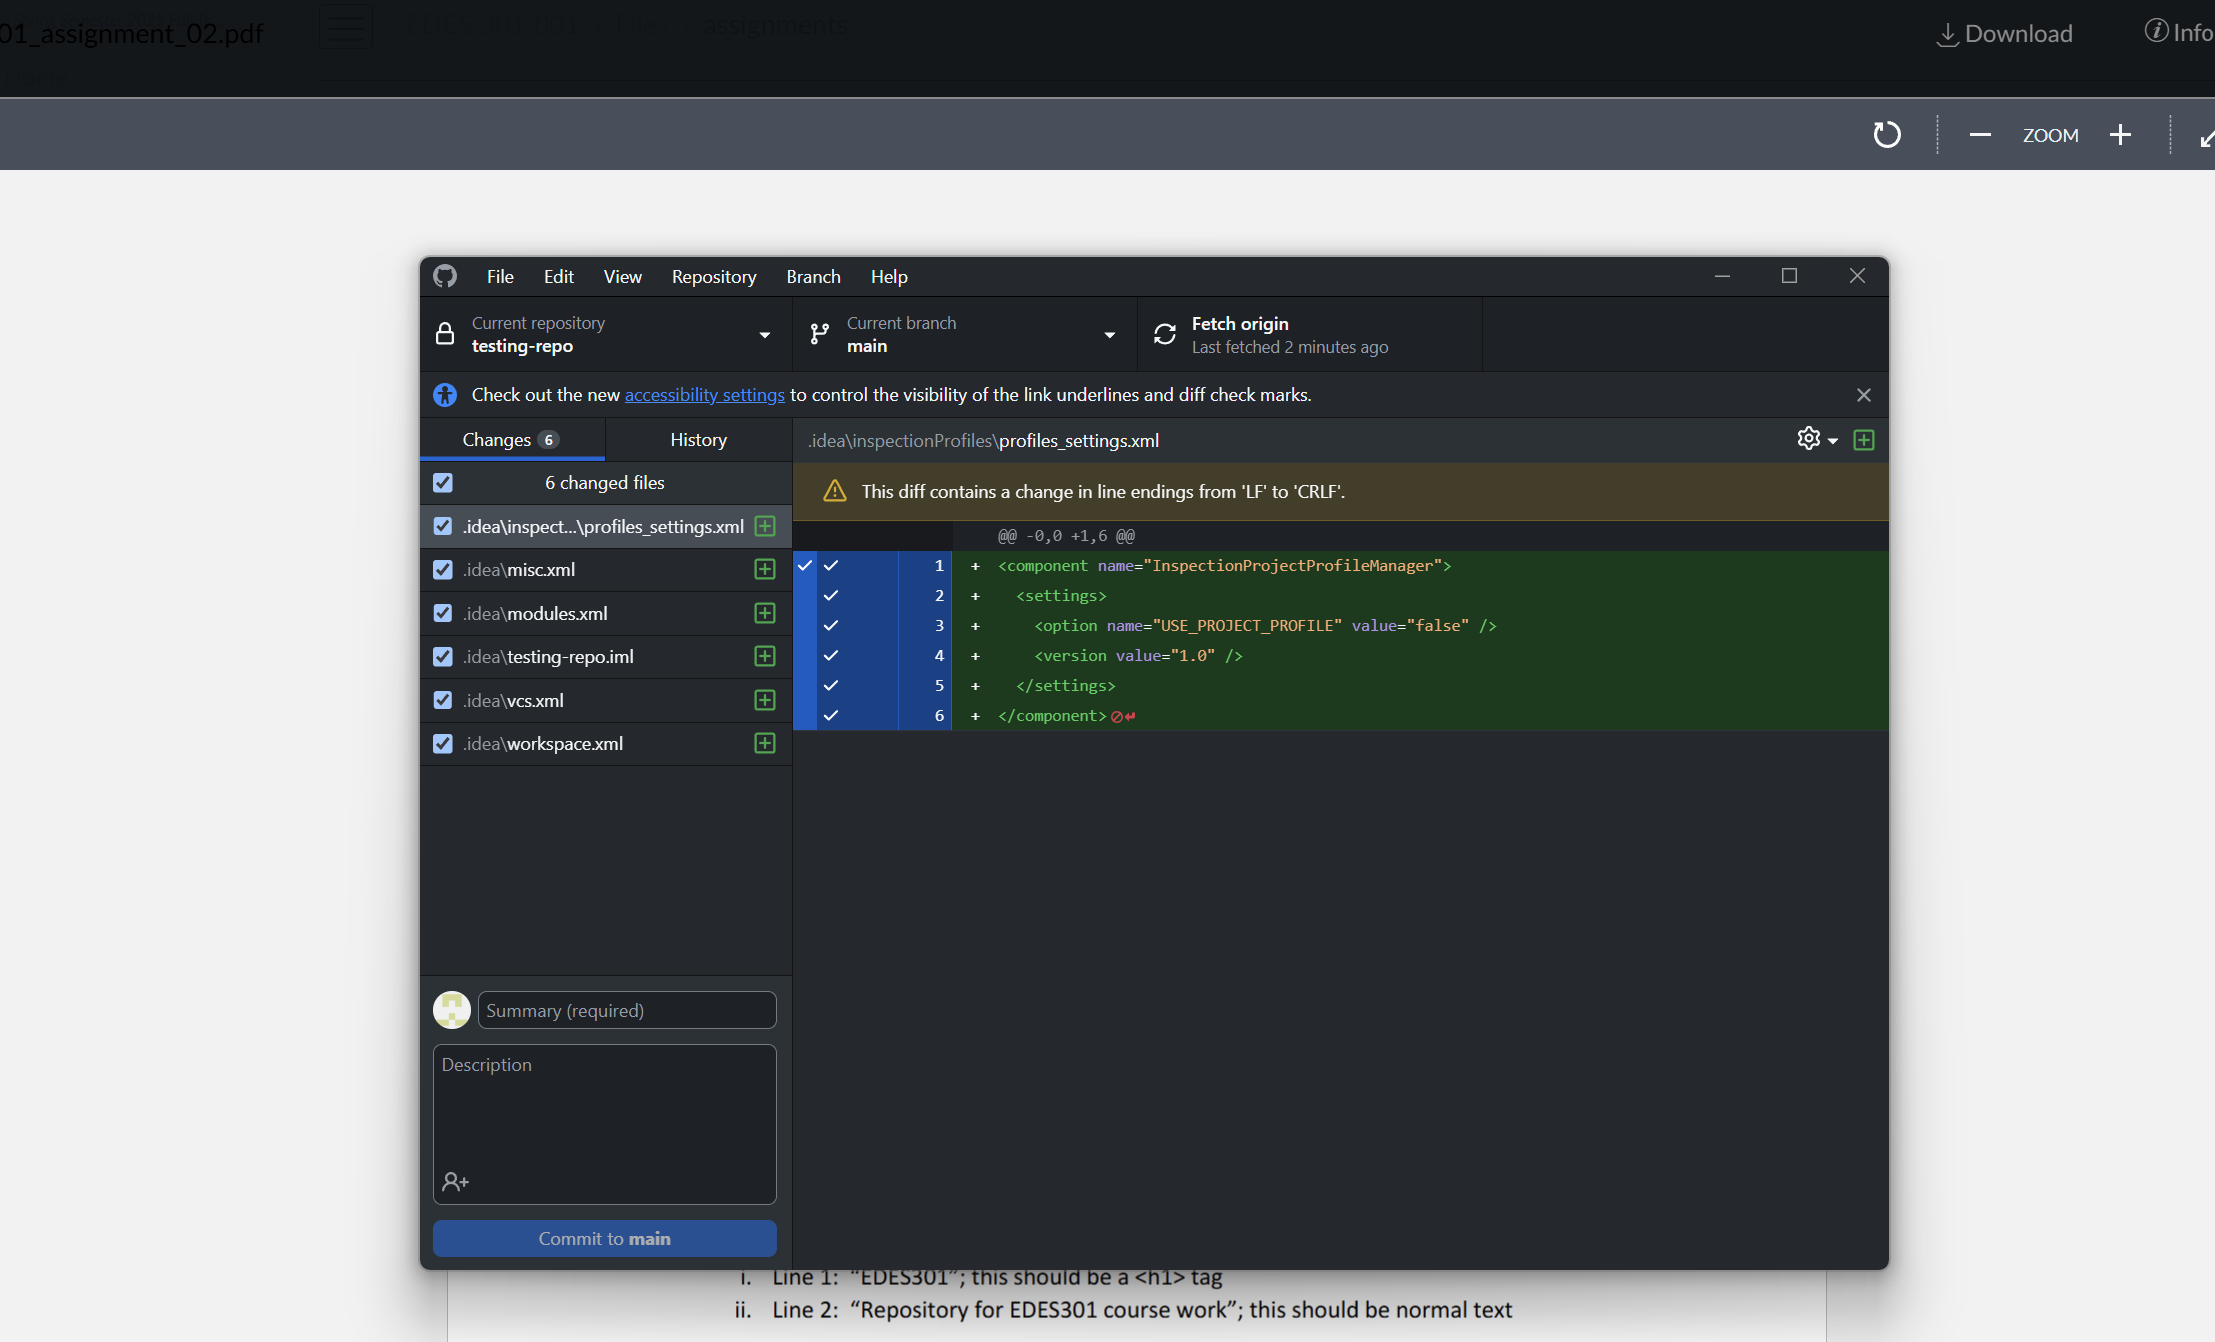 01_assignment_02.pdf
assignments
Download
Info
ZOOM
File Edit View Repository Branch Help
Current repository
testing-repo
Current branch
main
Fetch origin
Last fetched 2 minutes ago
Check out the new accessibility settings to control the visibility of the link underlines and diff check marks.
Changes 6
History
.idea\inspectionProfiles\profiles_settings.xml
6 changed files
This diff contains a change in line endings from 'LF' to 'CRLF'.
.idea\inspect...\profiles_settings.xml
.idea\misc.xml
.idea\modules.xml
.idea\testing-repo.iml
.idea\vcs.xml
.idea\workspace.xml
@@ -0,0 +1,6 @@
1 + <component name="InspectionProjectProfileManager">
2 + <settings>
3 + <option name="USE_PROJECT_PROFILE" value="false" />
4 + <version value="1.0" />
5 + </settings>
6 + </component>
Summary (required)
Description
Commit to main
i. Line 1: “EDES301”; this should be a <h1> tag
ii. Line 2: “Repository for EDES301 course work”; this should be normal text